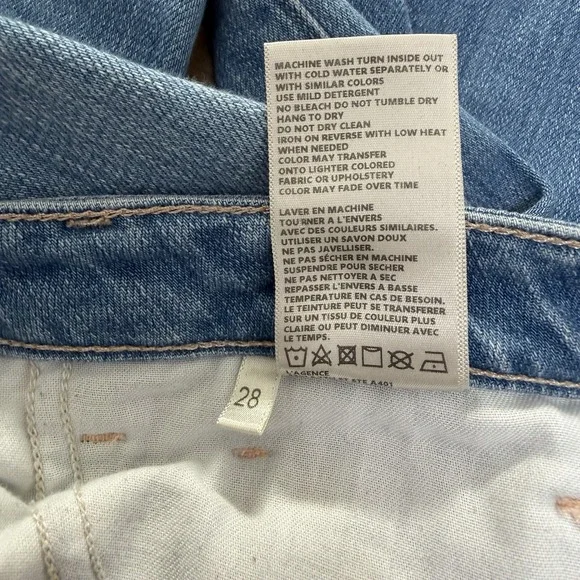 MACHINE WASH TURN INSIDE OUT
WITH COLD WATER SEPARATELY OR
WITH SIMILAR COLORS
USE MILD DETERGENT
NO BLEACH DO NOT TUMBLE DRY
HANG TO DRY
DO NOT DRY CLEAN
IRON ON REVERSE WITH LOW HEAT
WHEN NEEDED
COLOR MAY TRANSFER
ONTO LIGHTER COLORED
FABRIC OR UPHOLSTERY
COLOR MAY FADE OVER TIME
LAVER EN MACHINE
TOURNER A L'ENVERS
AVEC DES COULEURS SIMILAIRES.
UTILISER UN SAVON DOUX
NE PAS JAVELLISER.
NE PAS SÉCHER EN MACHINE
SUSPENDRE POUR SECHER
NE PAS NETTOYER A SEC
REPASSER L'ENVERS A BASSE
TEMPERATURE EN CAS DE BESOIN.
LE TEINTURE PEUT SE TRANSFERER
SUR UN TISSU DE COULEUR PLUS
CLAIRE OU PEUT DIMINUER AVEC
LE TEMPS.
L'AGENCE
STE A401
28